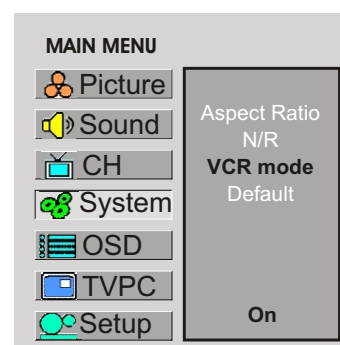 MAIN MENU
Picture
Sound
CH
System
OSD
TVPC
Setup
Aspect Ratio
N/R
VCR mode
Default
On